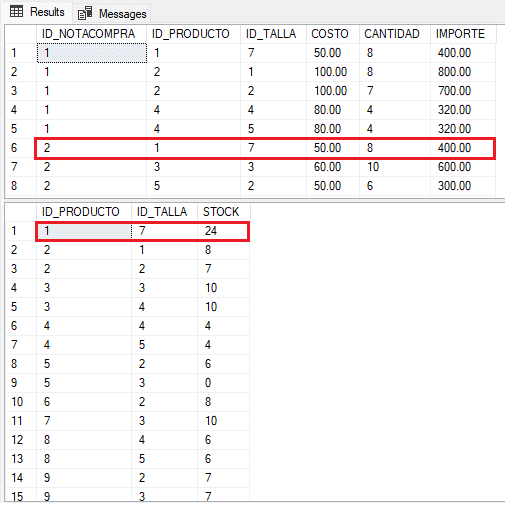 Results Messages
ID_NOTACOMPRA ID_PRODUCTO ID_TALLA COSTO CANTIDAD IMPORTE
1 1 1 7 50.00 8 400.00
2 1 2 1 100.00 8 800.00
3 1 2 2 100.00 7 700.00
4 1 4 4 80.00 4 320.00
5 1 4 5 80.00 4 320.00
6 2 1 7 50.00 8 400.00
7 2 3 3 60.00 10 600.00
8 2 5 2 50.00 6 300.00
ID_PRODUCTO ID_TALLA STOCK
1 1 7 24
2 2 1 8
3 2 2 7
4 3 3 10
5 3 4 10
6 4 4 4
7 4 5 4
8 5 2 6
9 5 3 0
10 6 2 8
11 7 3 10
12 8 4 6
13 8 5 6
14 9 2 7
15 9 3 7